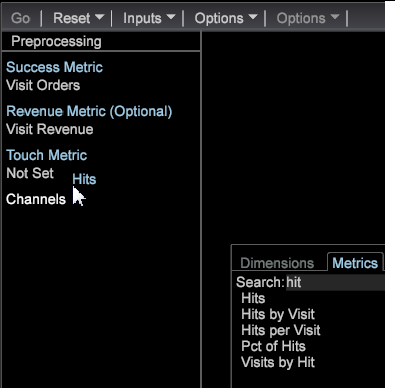 Go | Reset | Inputs | Options | Options |
Preprocessing
Success Metric
Visit Orders
Revenue Metric (Optional)
Visit Revenue
Touch Metric
Not Set
Hits
Channels
Dimensions Metrics
Search: hit
Hits
Hits by Visit
Hits per Visit
Pct of Hits
Visits by Hit